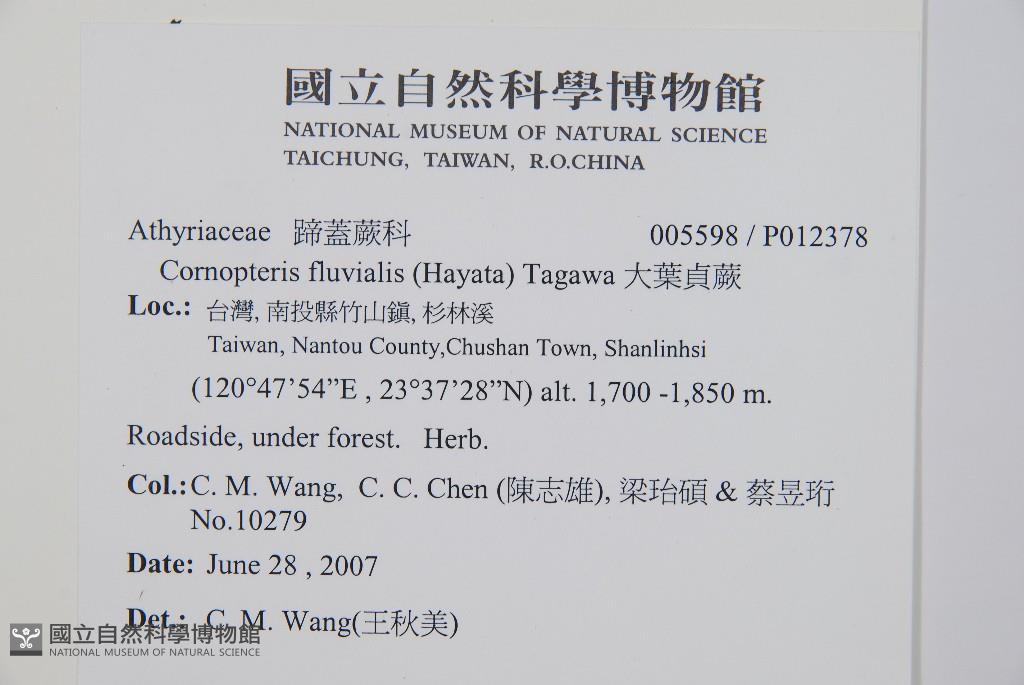 國立自然科學博物館
NATIONAL MUSEUM OF NATURAL SCIENCE
TAICHUNG, TAIWAN, R.O.CHINA
Athyriaceae 蹄蓋蕨科 005598 / P012378
Cornopteris fluvialis (Hayata) Tagawa 大葉貞蕨
Loc.: 台灣, 南投縣竹山鎮, 杉林溪
Taiwan, Nantou County,Chushan Town, Shanlinhsi
(120°47’54”E , 23°37’28”N) alt. 1,700 -1,850 m.
Roadside, under forest. Herb.
Col.: C. M. Wang, C. C. Chen (陳志雄), 梁珆碩 & 蔡昱珩
No.10279
Date: June 28 , 2007
Det.: C. M. Wang(王秋美)
國立自然科學博物館
NATIONAL MUSEUM OF NATURAL SCIENCE